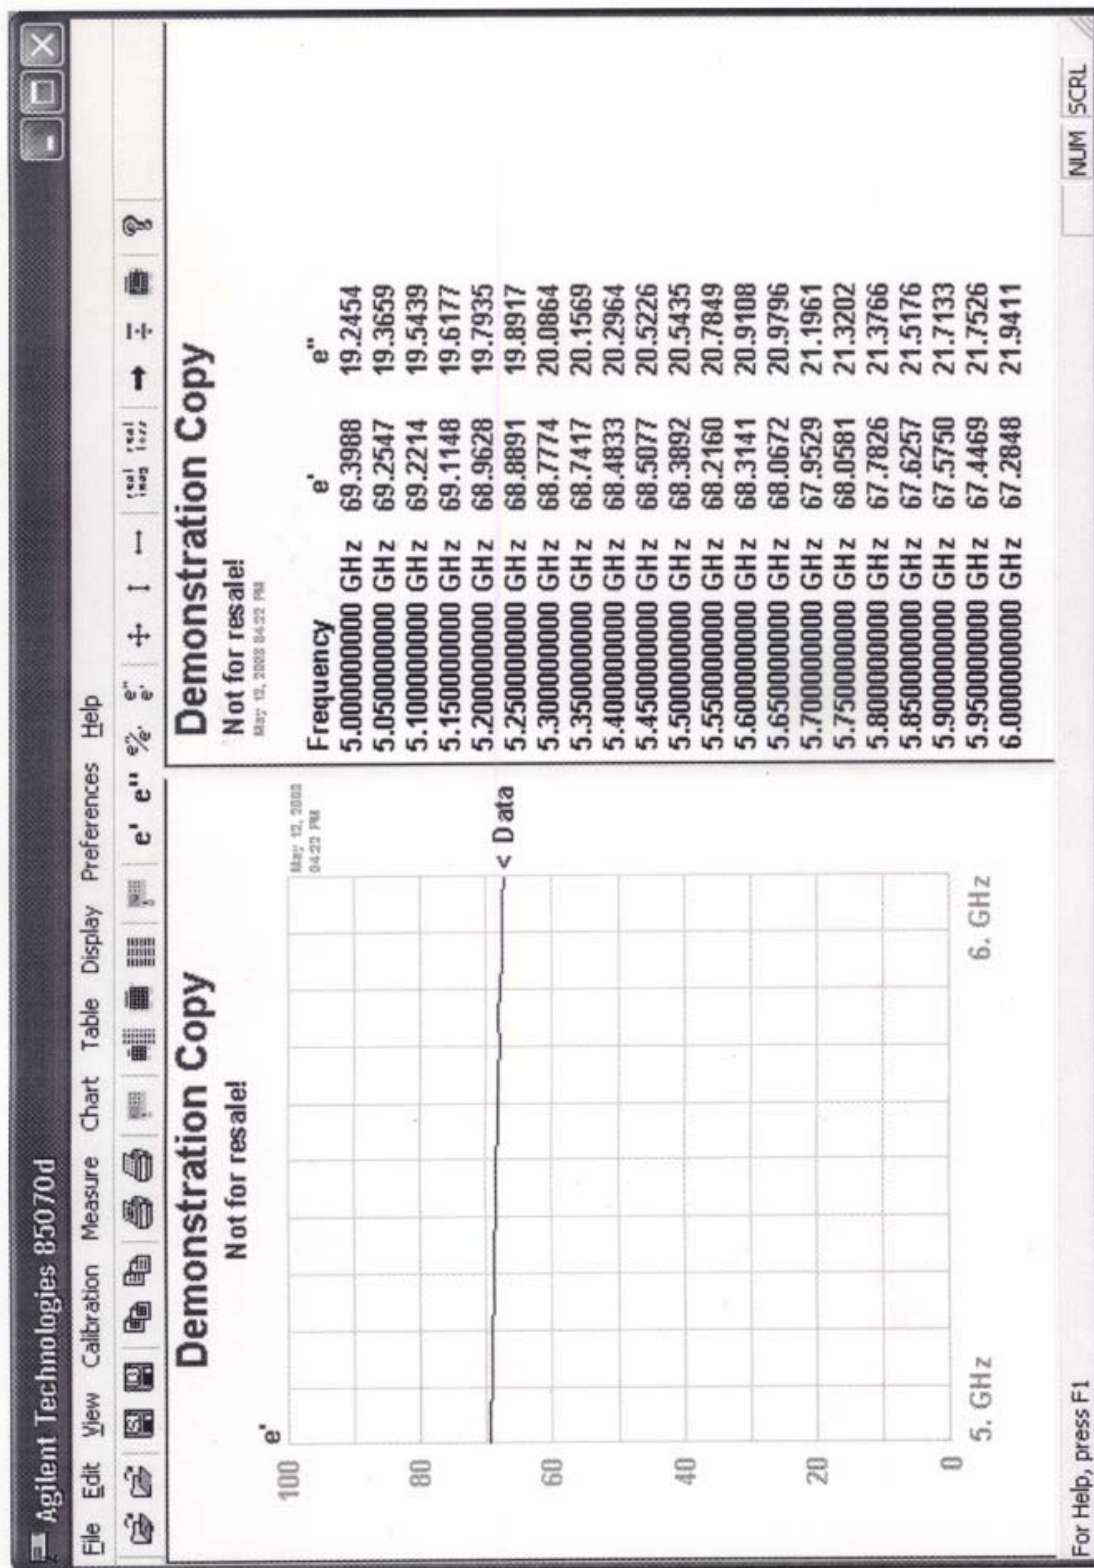 Agilent Technologies 85070d
File Edit View Calibration Measure Chart Table Display Preferences Help
e' e"
Demonstration Copy
Not for resale!
e'
May 12, 2008
04:22 PM
100
80
60
40
20
0
< Data
5. GHz 6. GHz
Demonstration Copy
Not for resale!
May 12, 2008 04:22 PM
Frequency e' e"
5.000000000 GHz 69.3988 19.2454
5.050000000 GHz 69.2547 19.3659
5.100000000 GHz 69.2214 19.5439
5.150000000 GHz 69.1148 19.6177
5.200000000 GHz 68.9628 19.7935
5.250000000 GHz 68.8891 19.8917
5.300000000 GHz 68.7774 20.0864
5.350000000 GHz 68.7417 20.1569
5.400000000 GHz 68.4833 20.2964
5.450000000 GHz 68.5077 20.5226
5.500000000 GHz 68.3892 20.5435
5.550000000 GHz 68.2160 20.7849
5.600000000 GHz 68.3141 20.9108
5.650000000 GHz 68.0672 20.9796
5.700000000 GHz 67.9529 21.1961
5.750000000 GHz 68.0581 21.3202
5.800000000 GHz 67.7826 21.3766
5.850000000 GHz 67.6257 21.5176
5.900000000 GHz 67.5750 21.7133
5.950000000 GHz 67.4469 21.7526
6.000000000 GHz 67.2848 21.9411
For Help, press F1
NUM SCRL